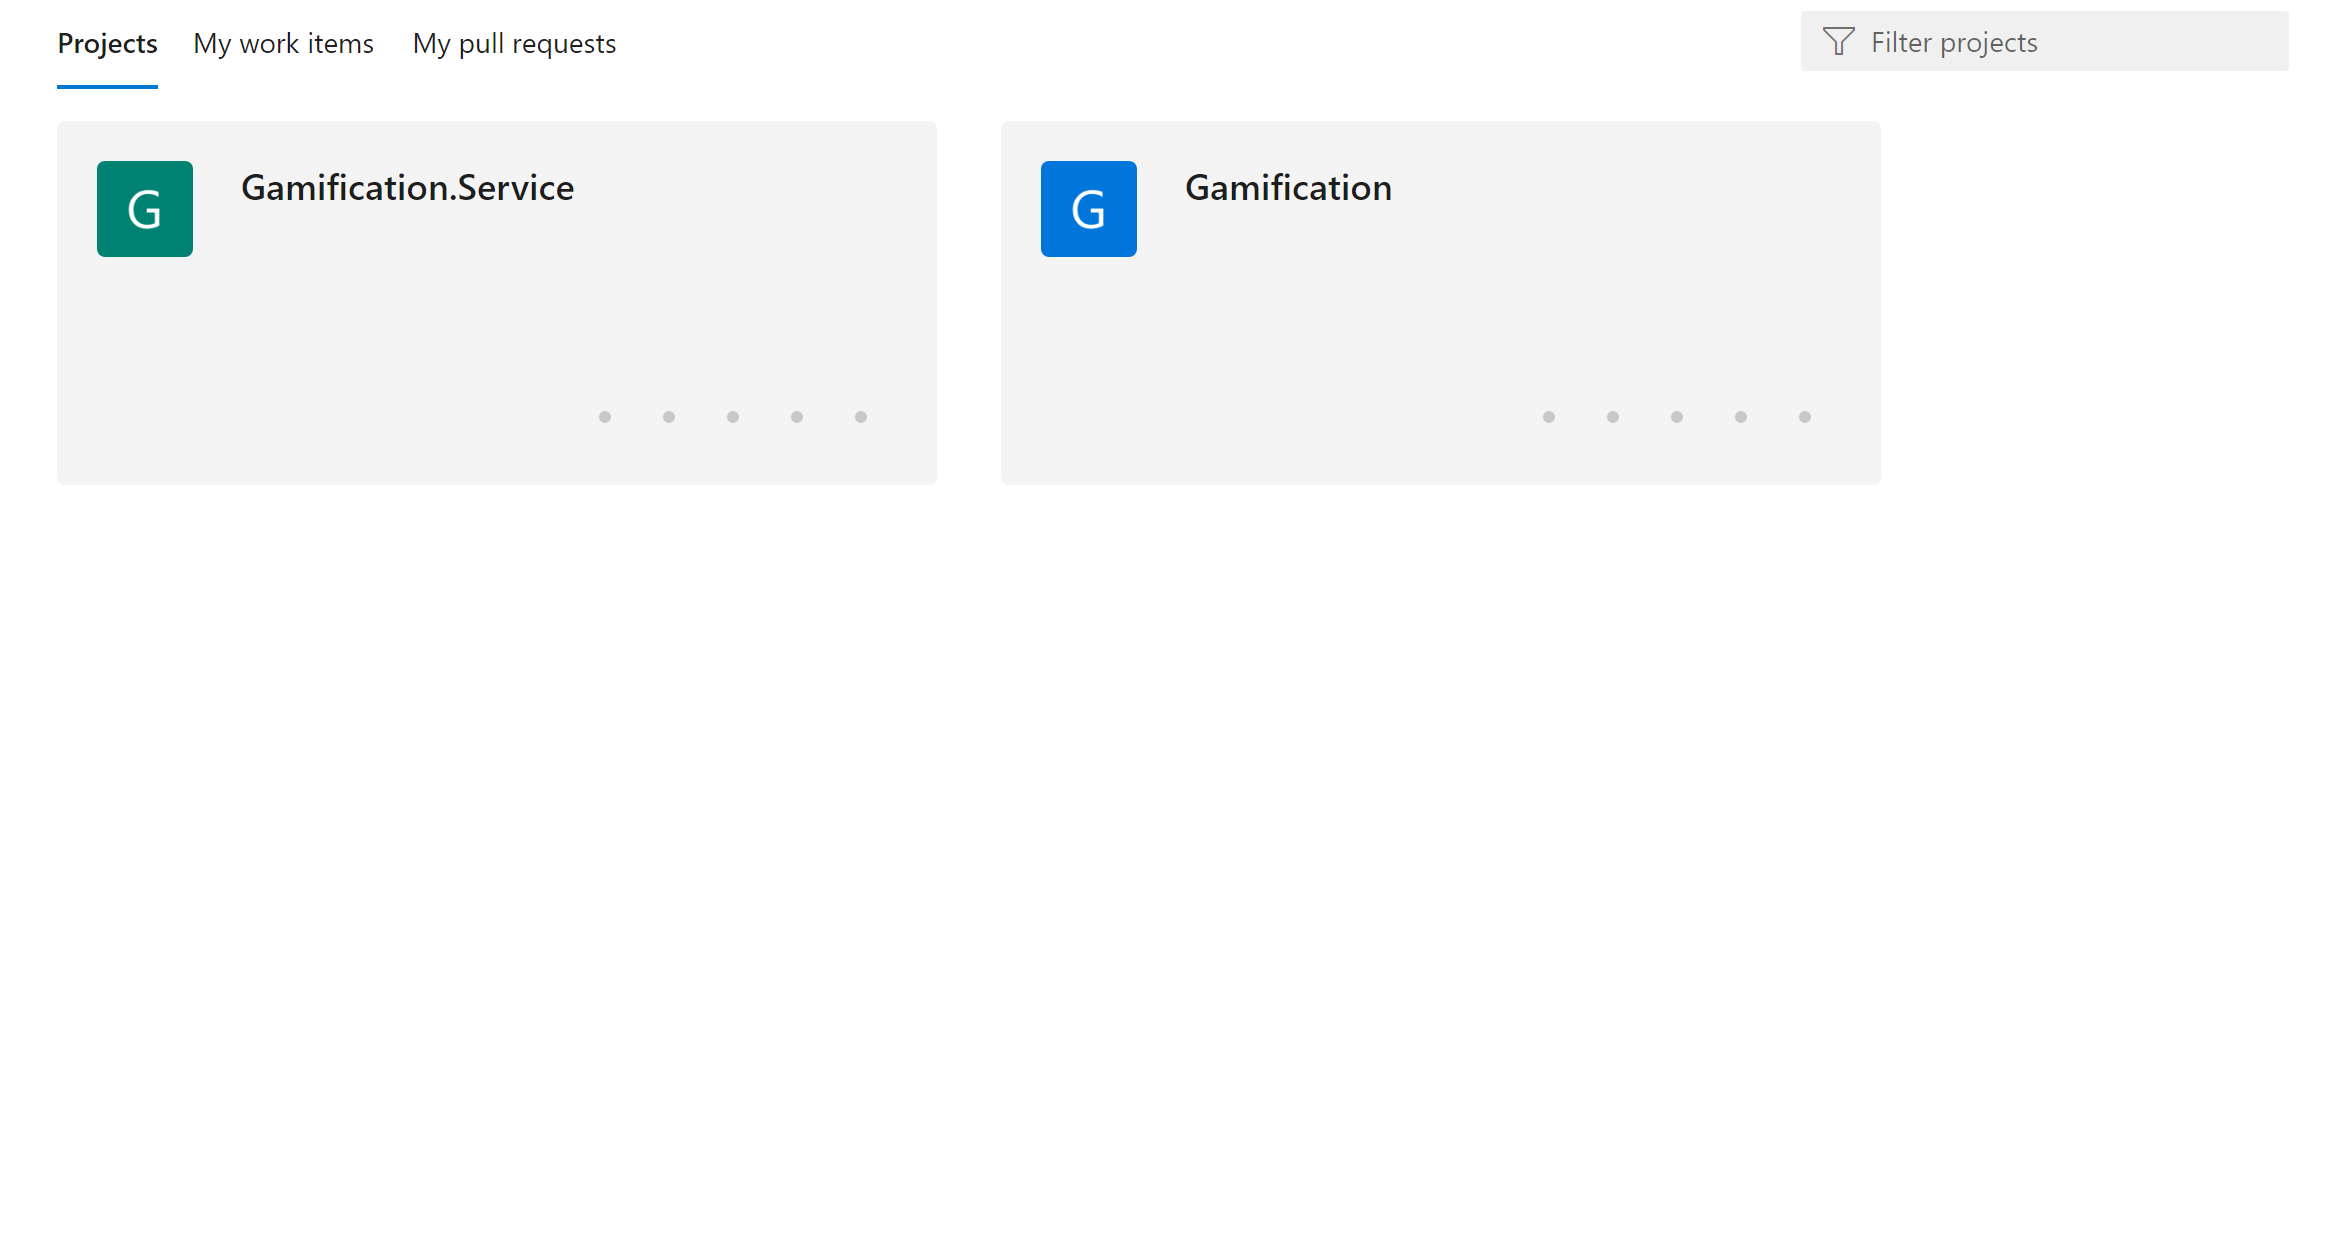 Projects My work items My pull requests Filter projects
G Gamification.Service
G Gamification